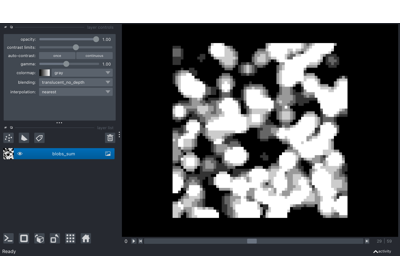 opacity: 1.00
contrast limits:
auto-contrast: once continuous
gamma: 1.00
colormap: gray
blending: translucent_no_depth
interpolation: nearest
blobs_sum
0
Ready
activity